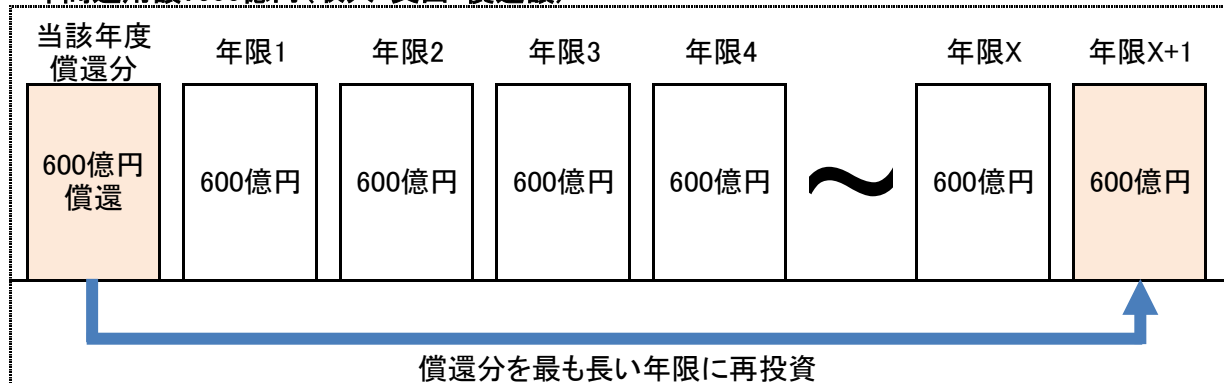 当該年度
償還分
年限1
年限2
年限3
年限4
年限X
年限X+1
600億円
償還
600億円
600億円
600億円
600億円
~
600億円
600億円
償還分を最も長い年限に再投資